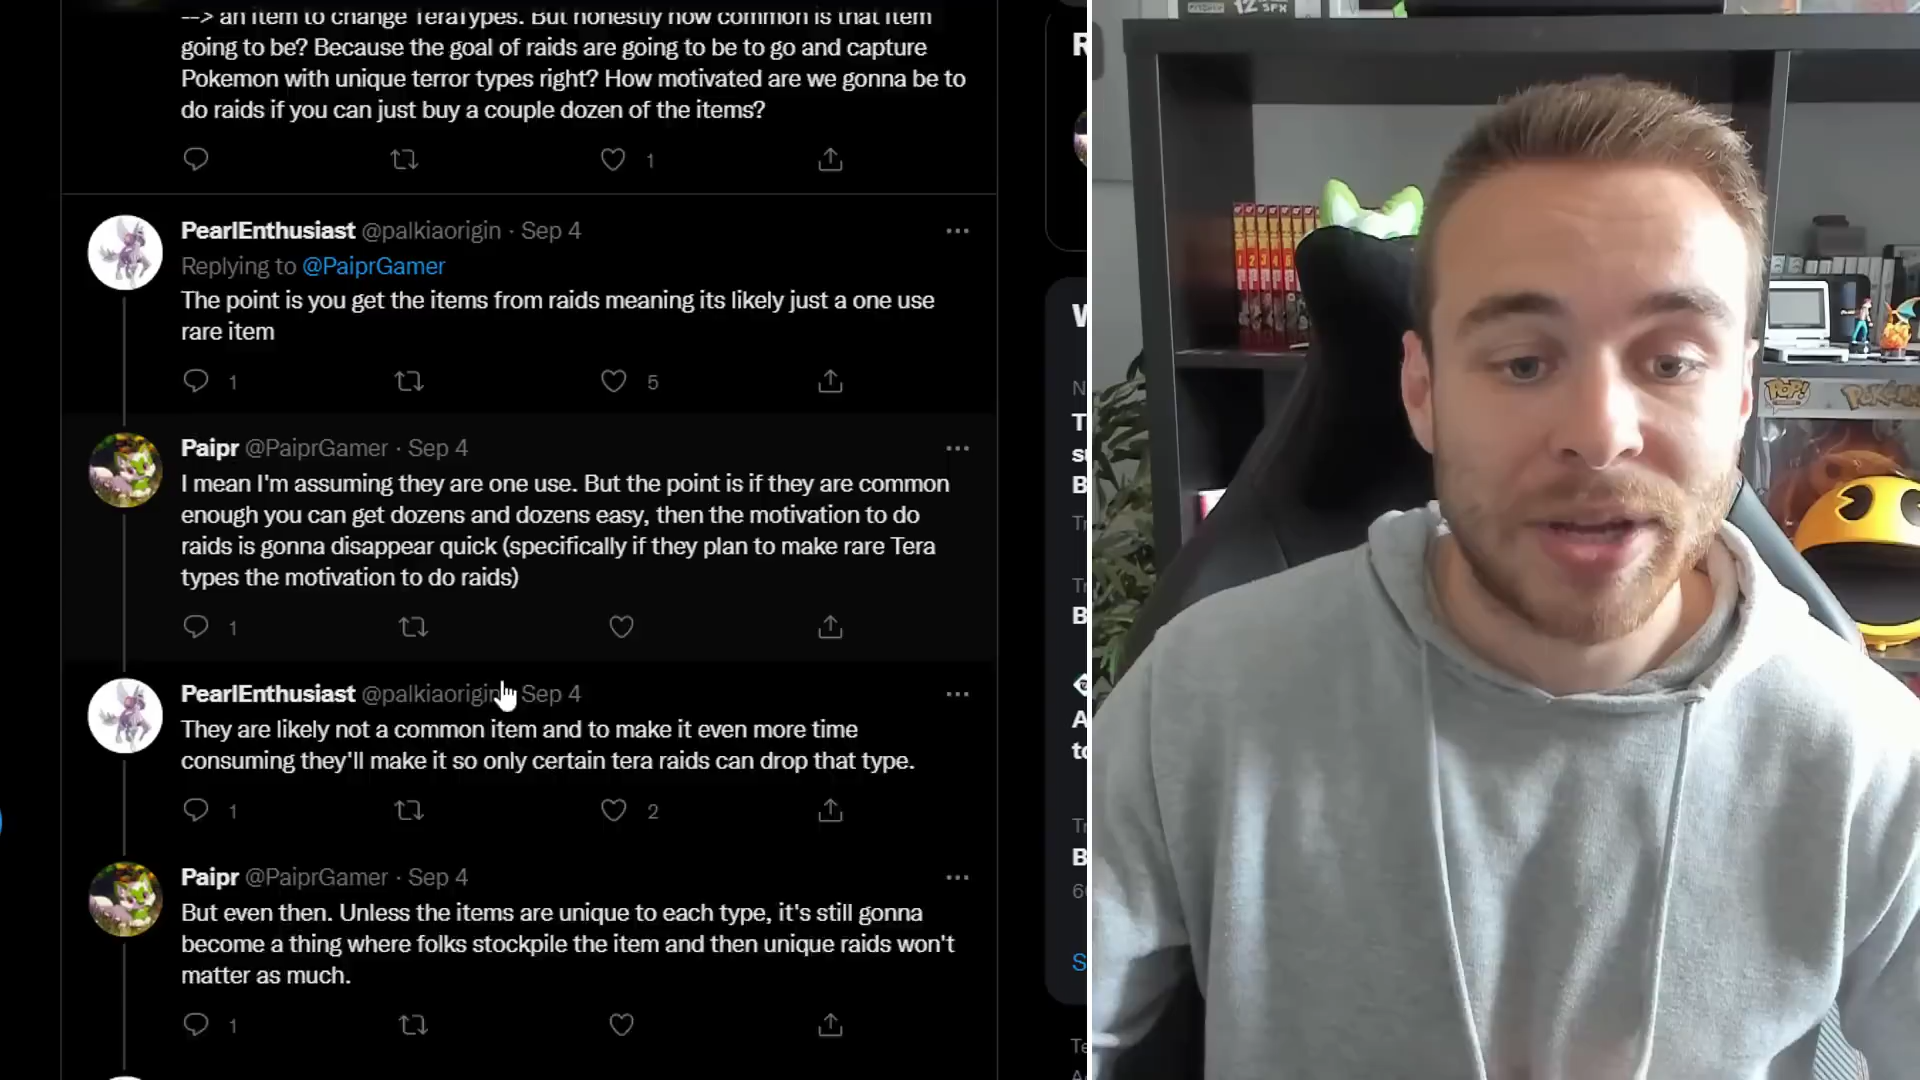 --> an item to change TeraTypes. But honestly how common is that item
going to be? Because the goal of raids are going to be to go and capture
Pokemon with unique terror types right? How motivated are we gonna be to
do raids if you can just buy a couple dozen of the items?
1
PearlEnthusiast @palkiaorigin · Sep 4
Replying to @PaiprGamer
The point is you get the items from raids meaning its likely just a one use
rare item
1 5
Paipr @PaiprGamer · Sep 4
I mean I'm assuming they are one use. But the point is if they are common
enough you can get dozens and dozens easy, then the motivation to do
raids is gonna disappear quick (specifically if they plan to make rare Tera
types the motivation to do raids)
1
PearlEnthusiast @palkiaorigin Sep 4
They are likely not a common item and to make it even more time
consuming they'll make it so only certain tera raids can drop that type.
1 2
Paipr @PaiprGamer · Sep 4
But even then. Unless the items are unique to each type, it's still gonna
become a thing where folks stockpile the item and then unique raids won't
matter as much.
1
1 2 3 4 5
POP!